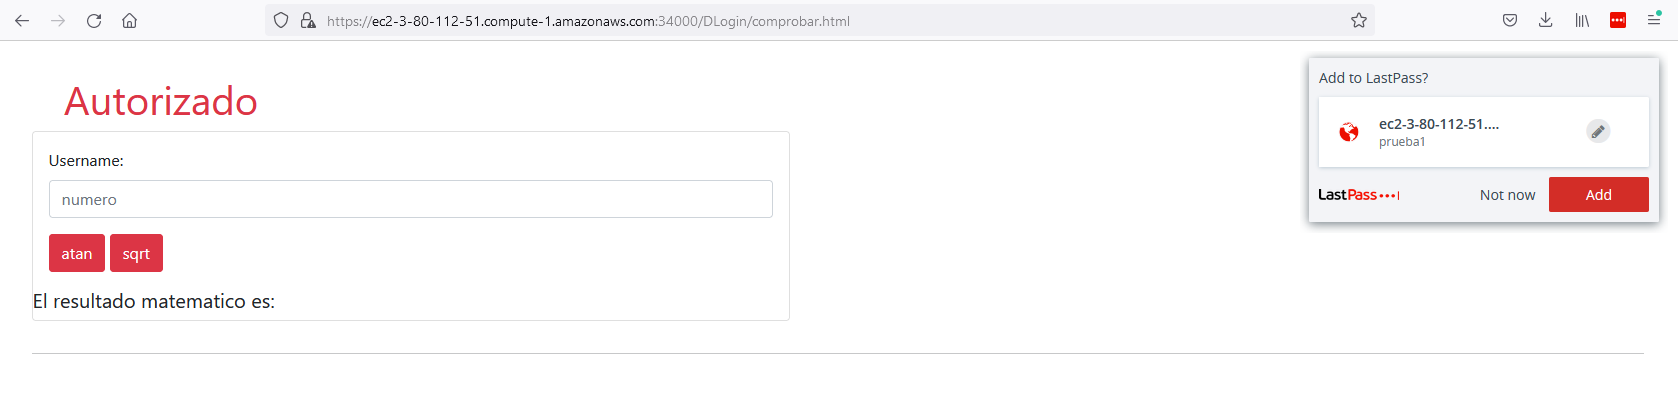 https://ec2-3-80-112-51.compute-1.amazonaws.com:34000/DLogin/comprobar.html
Add to LastPass?
ec2-3-80-112-51....
prueba1
LastPass
Not now
Add
Autorizado
Username:
numero
atan
sqrt
El resultado matematico es: